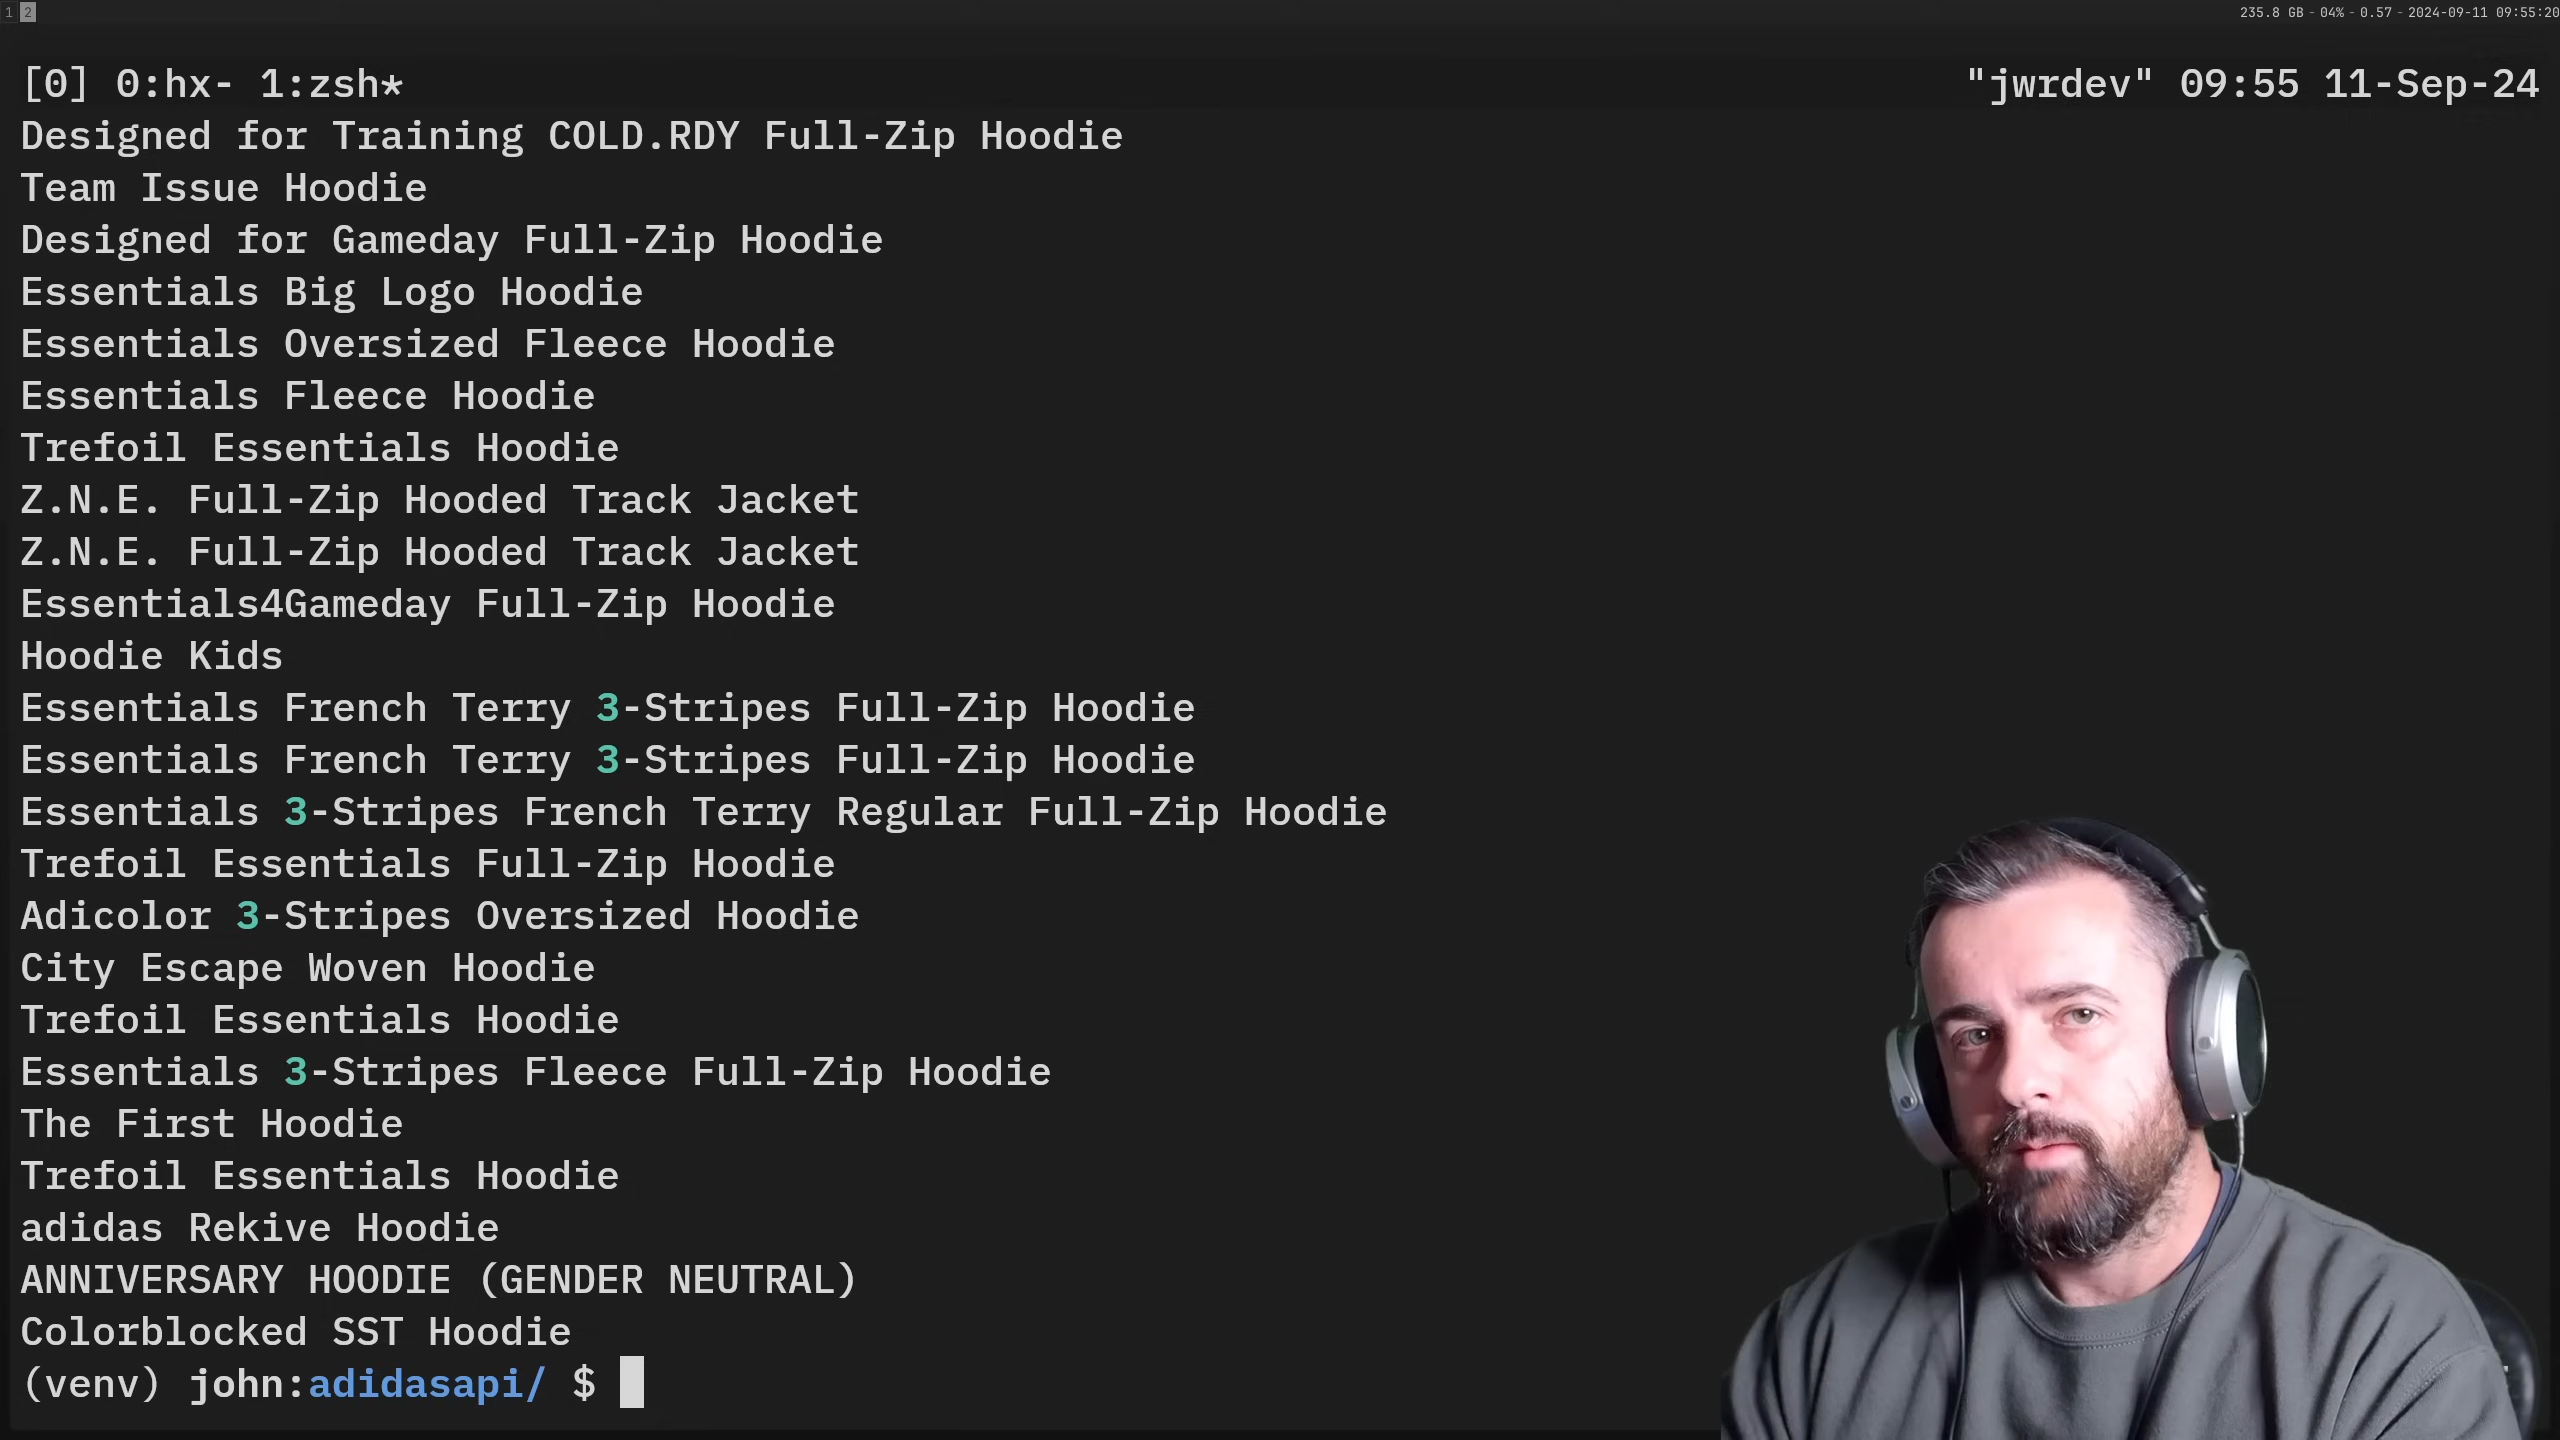 1 2
235.8 GB - 04% - 0.57 - 2024-09-11 09:55:20
[0] 0:hx- 1:zsh*
"jwrdev" 09:55 11-Sep-24
Designed for Training COLD.RDY Full-Zip Hoodie
Team Issue Hoodie
Designed for Gameday Full-Zip Hoodie
Essentials Big Logo Hoodie
Essentials Oversized Fleece Hoodie
Essentials Fleece Hoodie
Trefoil Essentials Hoodie
Z.N.E. Full-Zip Hooded Track Jacket
Z.N.E. Full-Zip Hooded Track Jacket
Essentials4Gameday Full-Zip Hoodie
Hoodie Kids
Essentials French Terry 3-Stripes Full-Zip Hoodie
Essentials French Terry 3-Stripes Full-Zip Hoodie
Essentials 3-Stripes French Terry Regular Full-Zip Hoodie
Trefoil Essentials Full-Zip Hoodie
Adicolor 3-Stripes Oversized Hoodie
City Escape Woven Hoodie
Trefoil Essentials Hoodie
Essentials 3-Stripes Fleece Full-Zip Hoodie
The First Hoodie
Trefoil Essentials Hoodie
adidas Rekive Hoodie
ANNIVERSARY HOODIE (GENDER NEUTRAL)
Colorblocked SST Hoodie
(venv) john:adidasapi/ $